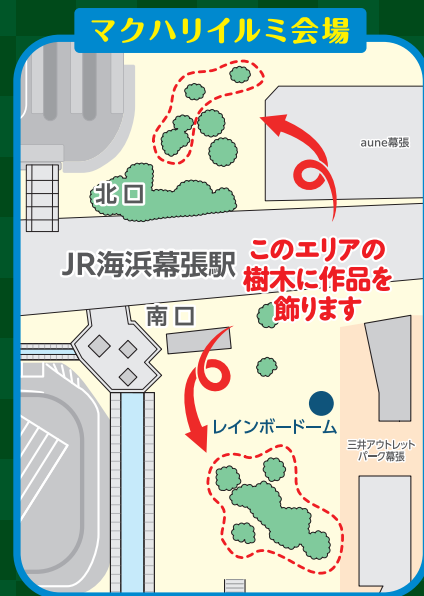 マクハリイルミ会場
aune幕張
北口
JR海浜幕張駅
このエリアの
樹木に作品を
飾ります
南口
レインボードーム
三井アウトレット
パーク幕張